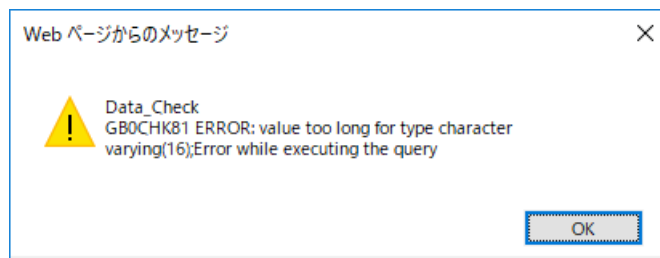 Web ページからのメッセージ
Data_Check
GB0CHK81 ERROR: value too long for type character
varying(16);Error while executing the query
OK